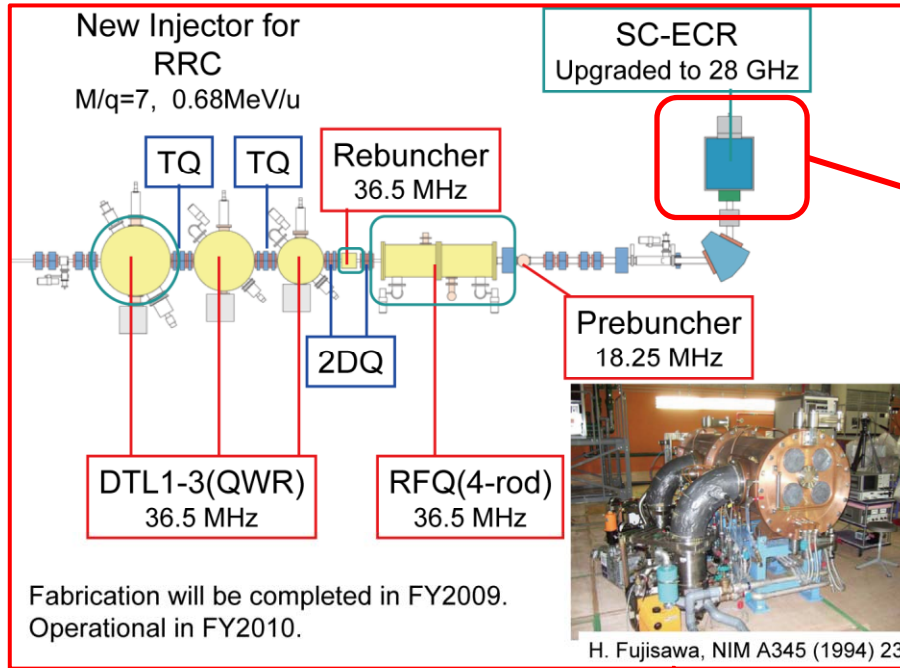 New Injector for
RRC
M/q=7, 0.68MeV/u
SC-ECR
Upgraded to 28 GHz
TQ
TQ
Rebuncher
36.5 MHz
2DQ
Prebuncher
18.25 MHz
DTL1-3(QWR)
36.5 MHz
RFQ(4-rod)
36.5 MHz
Fabrication will be completed in FY2009.
Operational in FY2010.
H. Fujisawa, NIM A345 (1994) 23